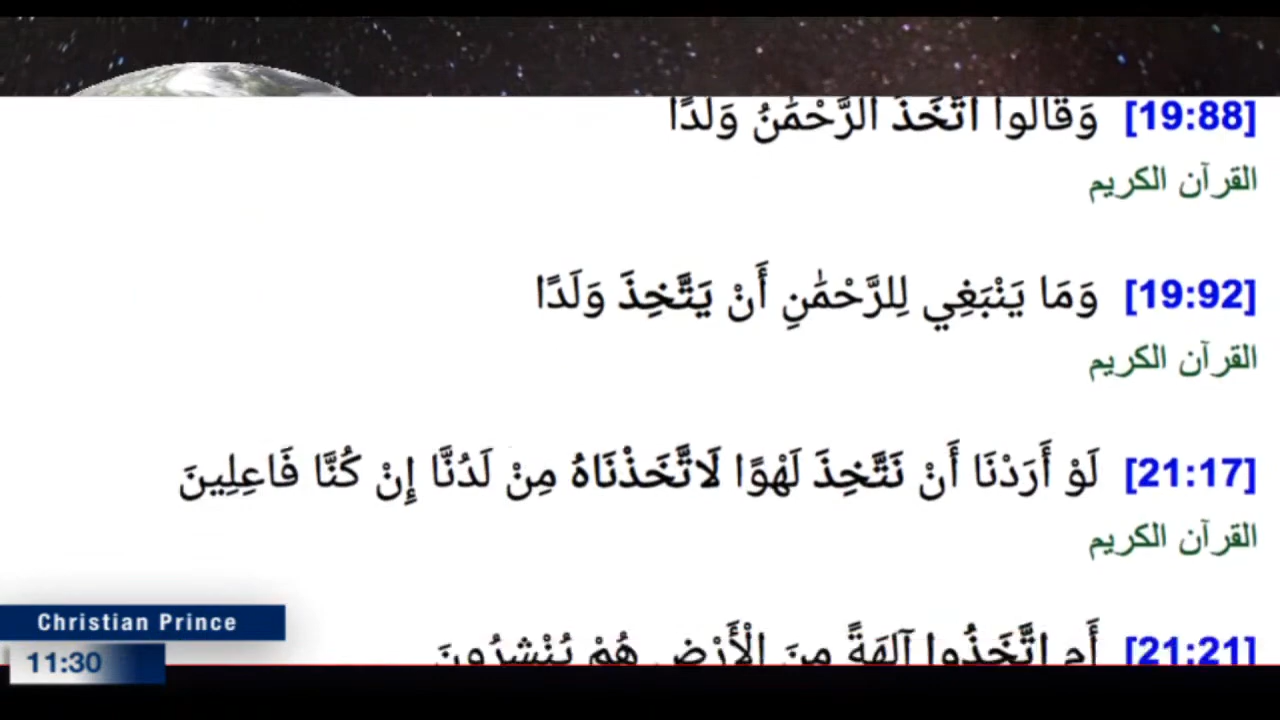 [19:88] وَقَالُوا اتَّخَذَ الرَّحْمَٰنُ وَلَدًا
القرآن الكريم
[19:92] وَمَا يَنْبَغِي لِلرَّحْمَٰنِ أَنْ يَتَّخِذَ وَلَدًا
القرآن الكريم
[21:17] لَوْ أَرَدْنَا أَنْ نَتَّخِذَ لَهْوًا لَاتَّخَذْنَاهُ مِنْ لَدُنَّا إِنْ كُنَّا فَاعِلِينَ
القرآن الكريم
[21:21] أَمِ اتَّخَذُوا آلِهَةً مِنَ الْأَرْضِ هُمْ يُنْشِرُونَ
Christian Prince
11:30